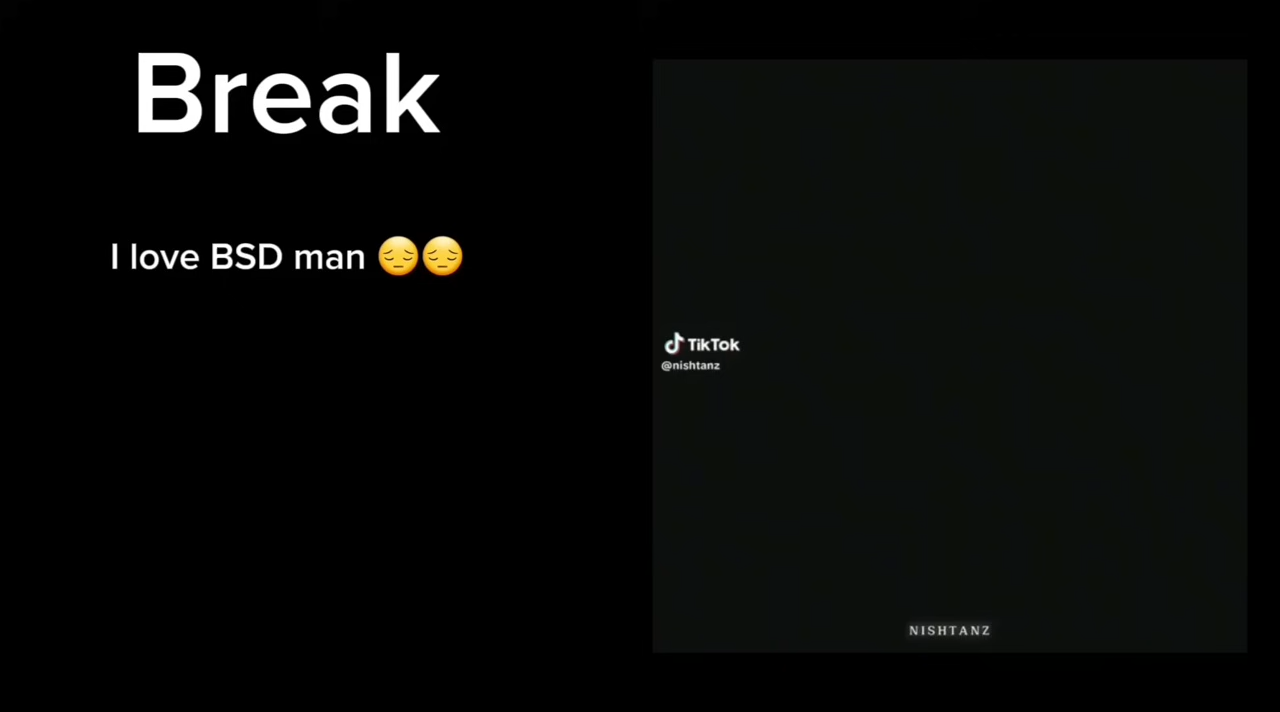 Break
I love BSD man 😔😔
TikTok
@nishtanz
NISHTANZ